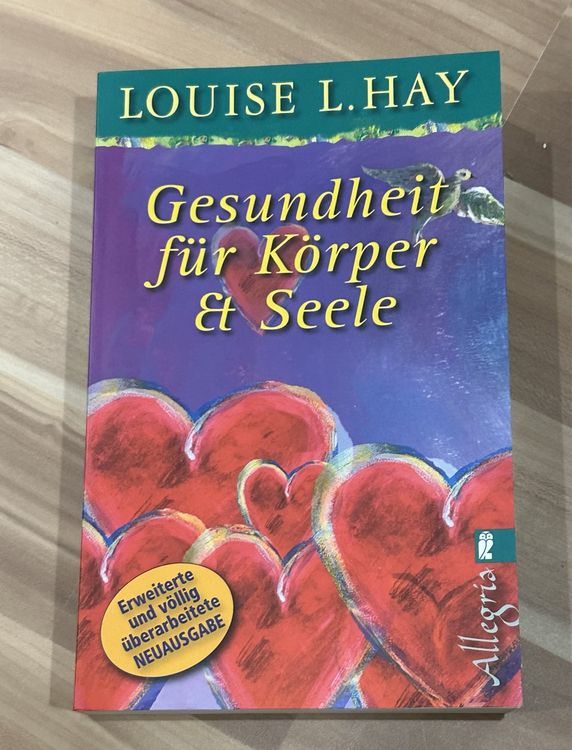 LOUISE L. HAY
Gesundheit
für Körper
& Seele
Erweiterte
und völlig
überarbeitete
NEUAUSGABE
Allegria